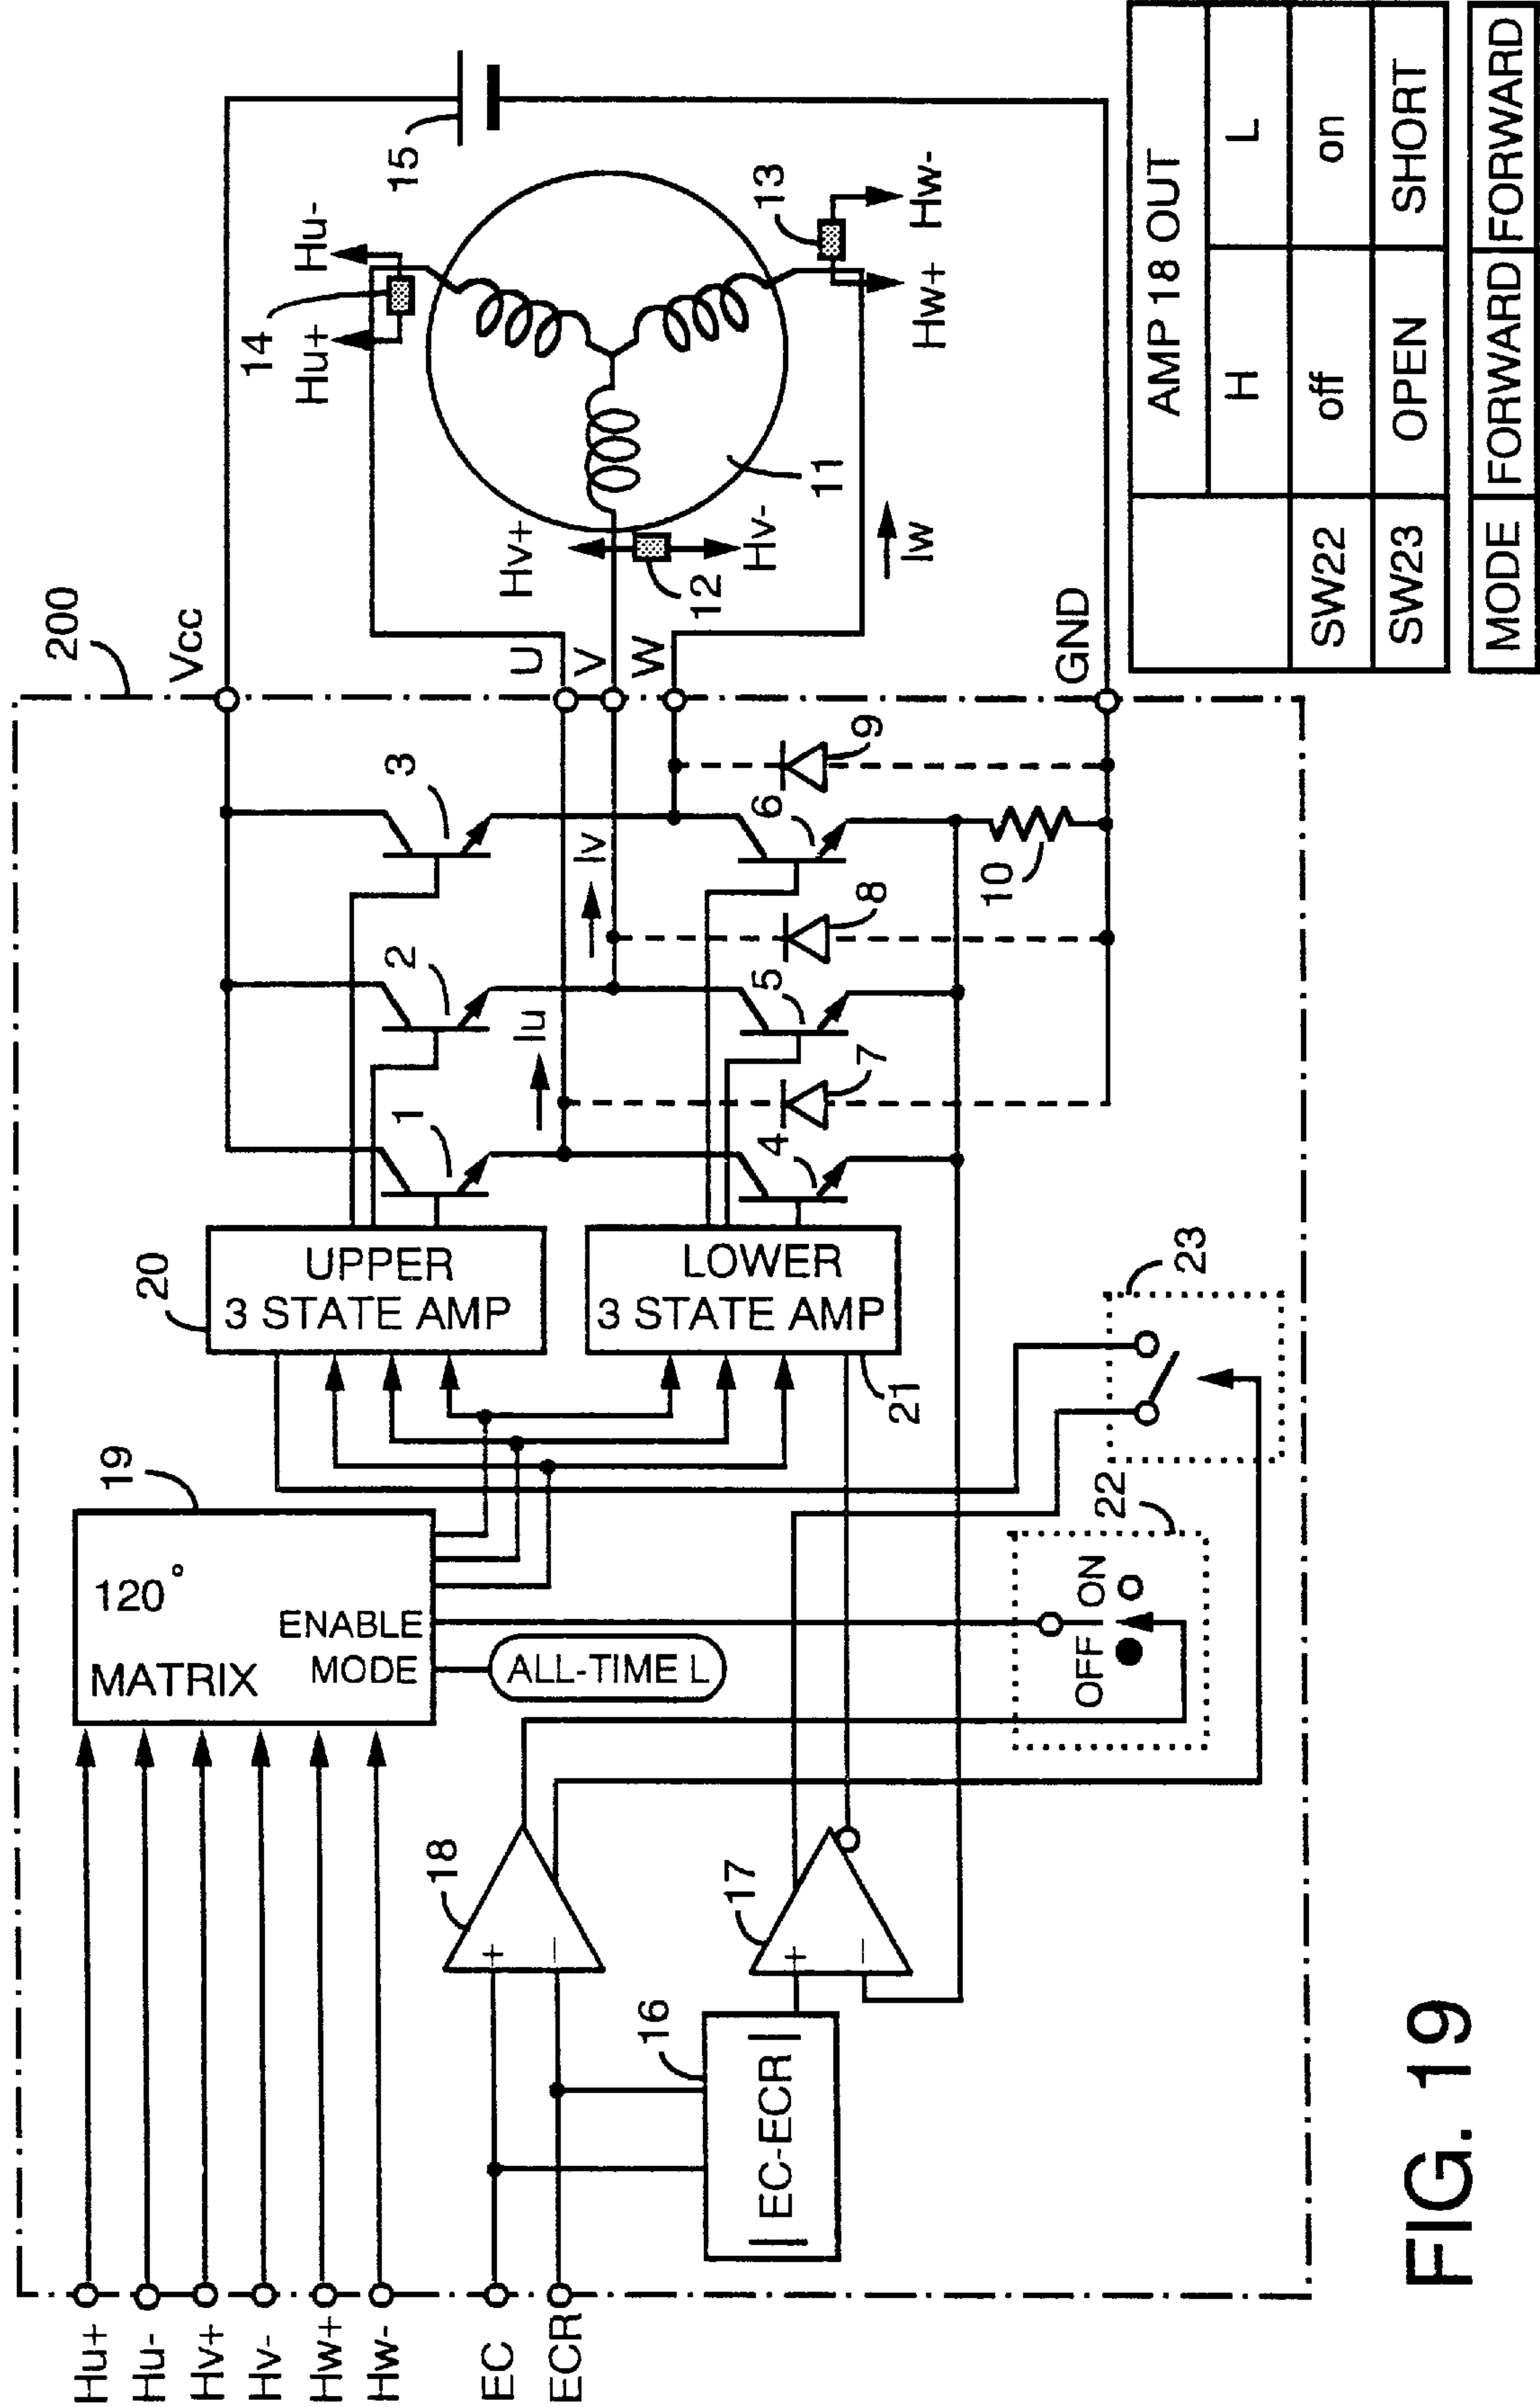 200
Hu+
Hu-
Hv+
Hv-
Hw+
Hw-
EC
ECR
19
120°
MATRIX
ENABLE
MODE
ALL-TIME L
20
UPPER
3 STATE AMP
LOWER
3 STATE AMP
21
1
2
3
4
5
6
7
8
9
10
Iu
Iv
Iw
Vcc
U
V
W
GND
14
Hu+
Hu-
15
Hv+
Hv-
12
11
13
Hw+
Hw-
18
+
−
17
+
−
16
|EC-ECR|
22
OFF
ON
23
AMP 18 OUT
H L
SW22 off on
SW23 OPEN SHORT
MODE FORWARD FORWARD
FIG. 19